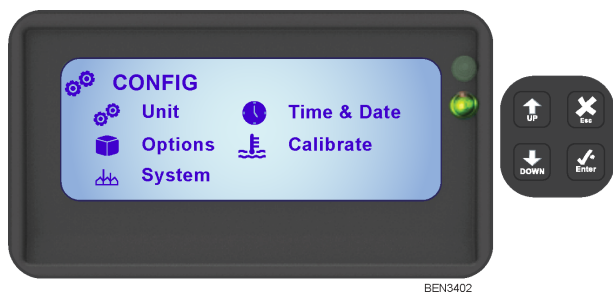 CONFIG
Unit
Time & Date
Options
Calibrate
System
UP
Esc
DOWN
Enter
BEN3402